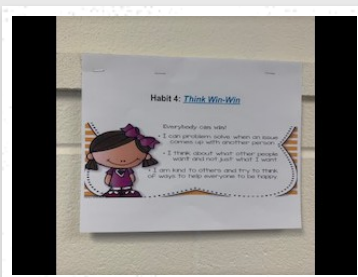 Habit 4: Think Win-Win
Everybody can win!
• I can problem solve when an issue
comes up with another person
• I think about what other people
want and not just what I want
• I am kind to others and try to think
of ways to help everyone to be happy